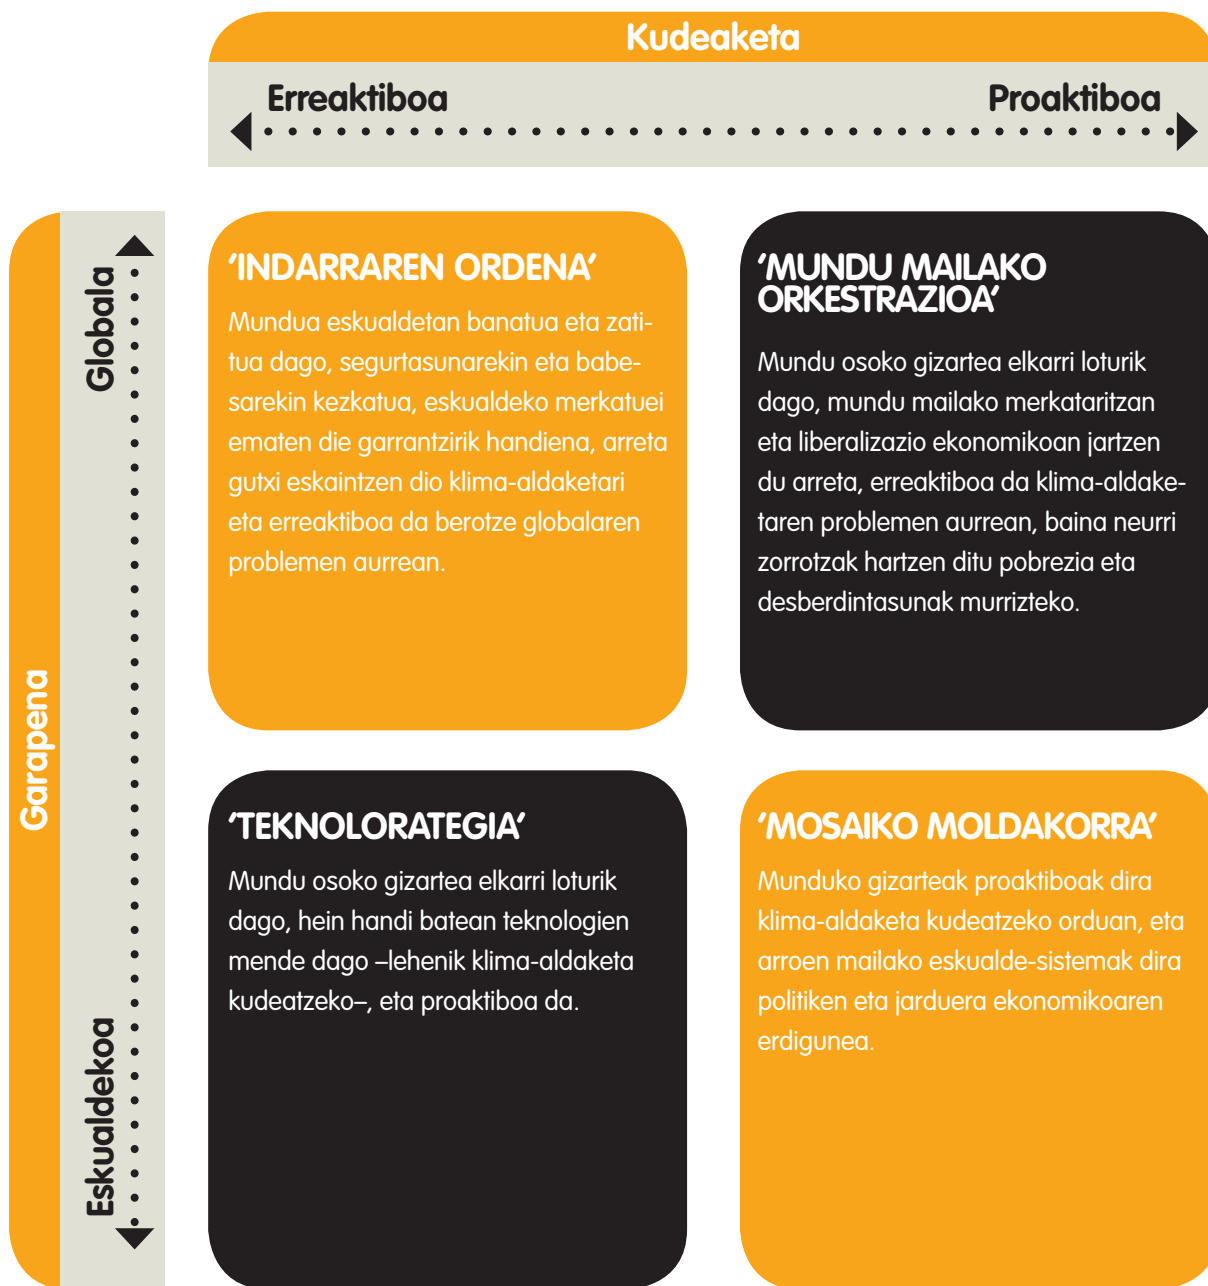 Kudeaketa
Erreaktiboa
Proaktiboa
Garapena
Globala
Eskualdekoa
‘INDARRAREN ORDENA’
Mundua eskualdetan banatua eta zati-
tua dago, segurtasunarekin eta babe-
sarekin kezkatua, eskualdeko merkatuei
ematen die garrantzirik handiena, arreta
gutxi eskaintzen dio klima-aldaketari
eta erreaktiboa da berotze globalaren
problemen aurrean.
‘MUNDU MAILAKO
ORKESTRAZIOA’
Mundu osoko gizartea elkarri loturik
dago, mundu mailako merkataritzan
eta liberalizazio ekonomikoan jartzen
du arreta, erreaktiboa da klima-aldake-
taren problemen aurrean, baina neurri
zorrotzak hartzen ditu pobrezia eta
desberdintasunak murrizteko.
‘TEKNOLORATEGIA’
Mundu osoko gizartea elkarri loturik
dago, hein handi batean teknologien
mende dago –lehenik klima-aldaketa
kudeatzeko–, eta proaktiboa da.
‘MOSAIKO MOLDAKORRA’
Munduko gizarteak proaktiboak dira
klima-aldaketa kudeatzeko orduan, eta
arroen mailako eskualde-sistemak dira
politiken eta jarduera ekonomikoaren
erdigunea.